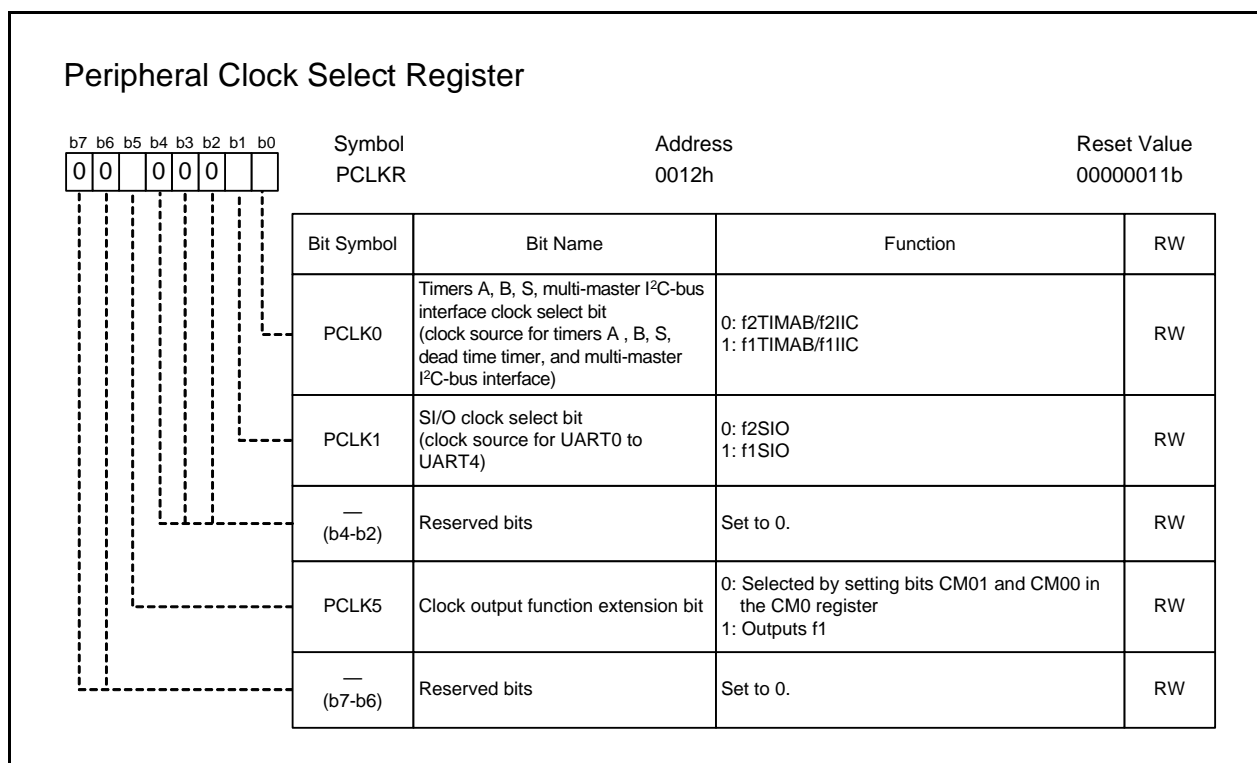 Peripheral Clock Select Register
b7 b6 b5 b4 b3 b2 b1 b0
0 0 0 0 0
Symbol Address Reset Value
PCLKR 0012h 00000011b
Bit Symbol Bit Name Function RW
PCLK0
Timers A, B, S, multi-master I²C-bus
interface clock select bit
(clock source for timers A , B, S,
dead time timer, and multi-master
I²C-bus interface)
0: f2TIMAB/f2IIC
1: f1TIMAB/f1IIC
RW
PCLK1
SI/O clock select bit
(clock source for UART0 to
UART4)
0: f2SIO
1: f1SIO
RW
—
(b4-b2)
Reserved bits
Set to 0.
RW
PCLK5
Clock output function extension bit
0: Selected by setting bits CM01 and CM00 in
the CM0 register
1: Outputs f1
RW
—
(b7-b6)
Reserved bits
Set to 0.
RW